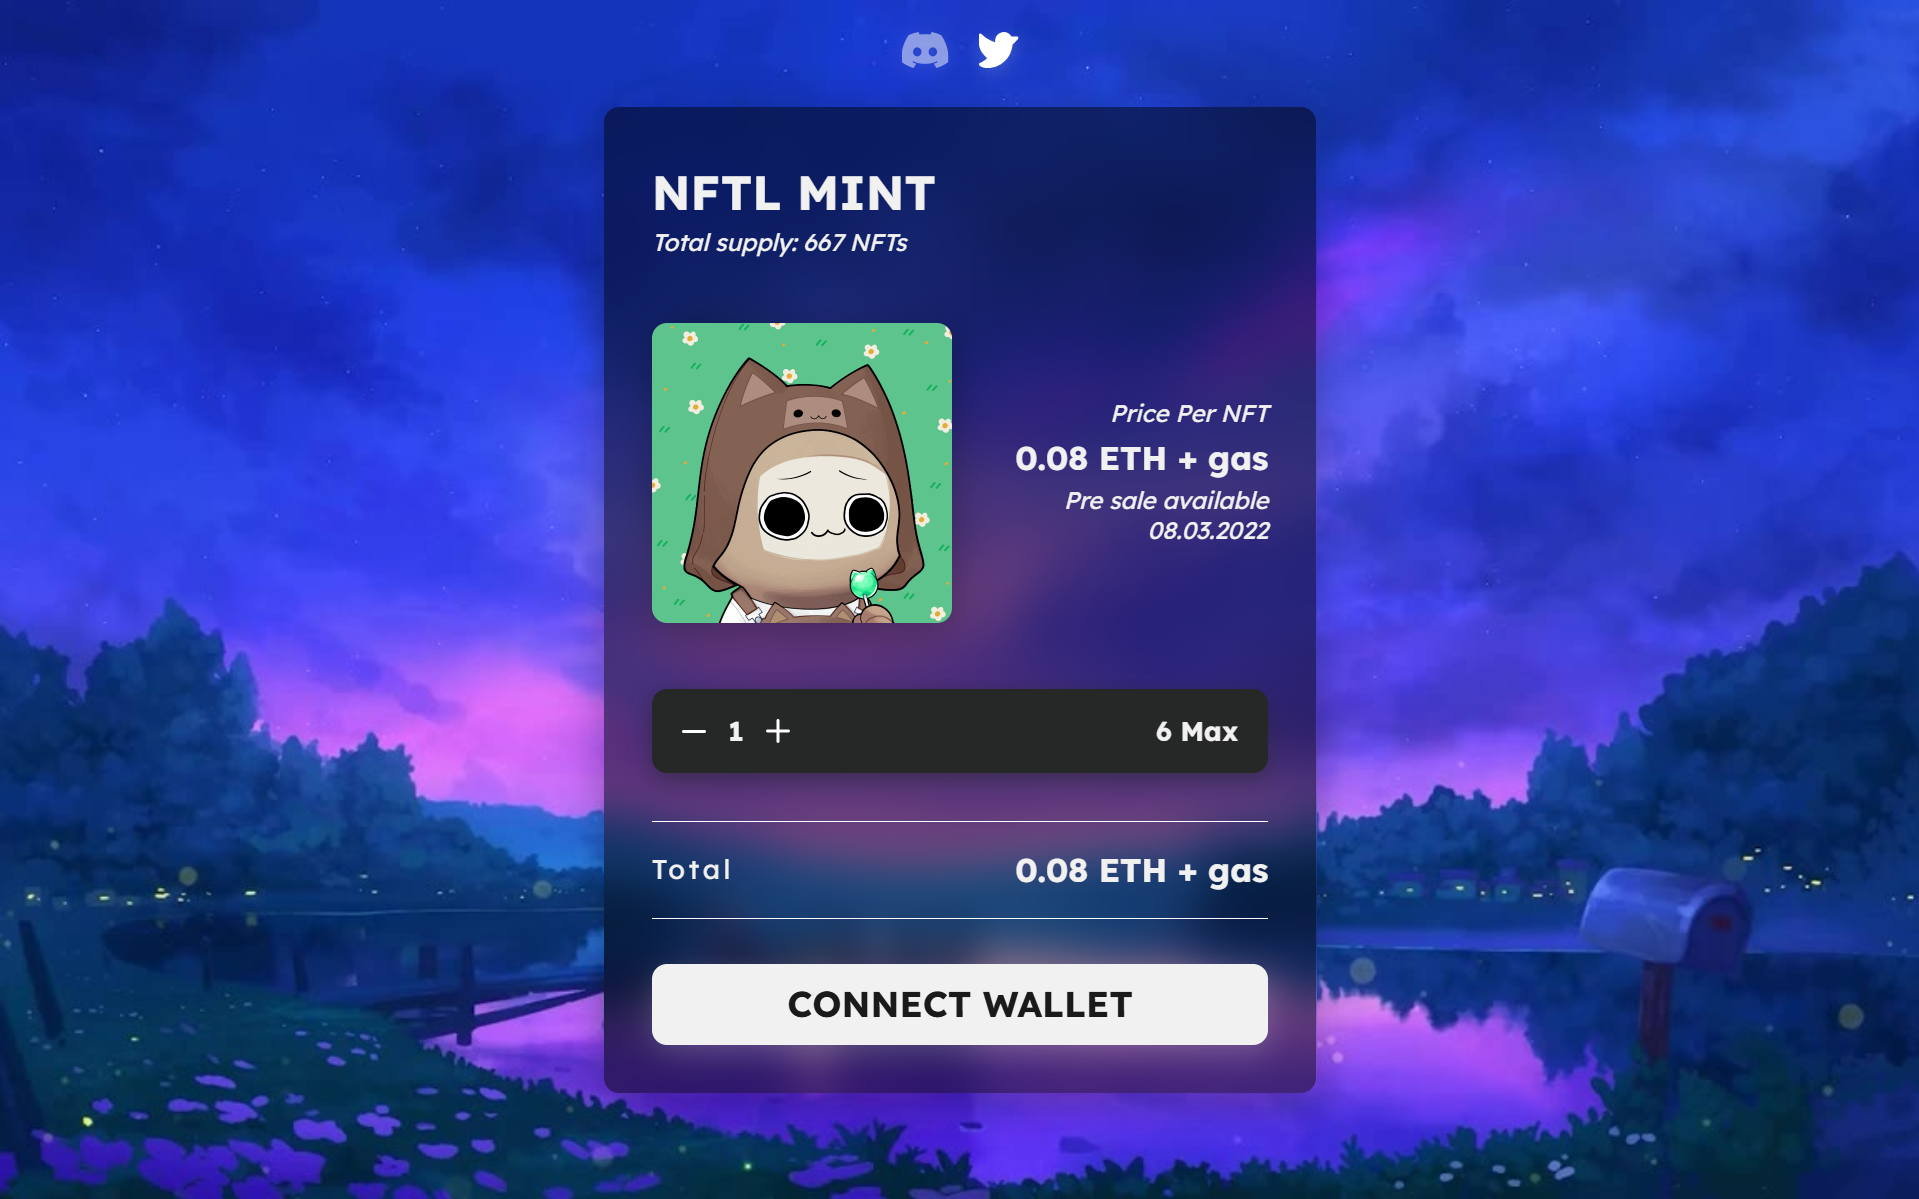 NFTL MINT
Total supply: 667 NFTs
Price Per NFT
0.08 ETH + gas
Pre sale available
08.03.2022
1
6 Max
Total
0.08 ETH + gas
CONNECT WALLET